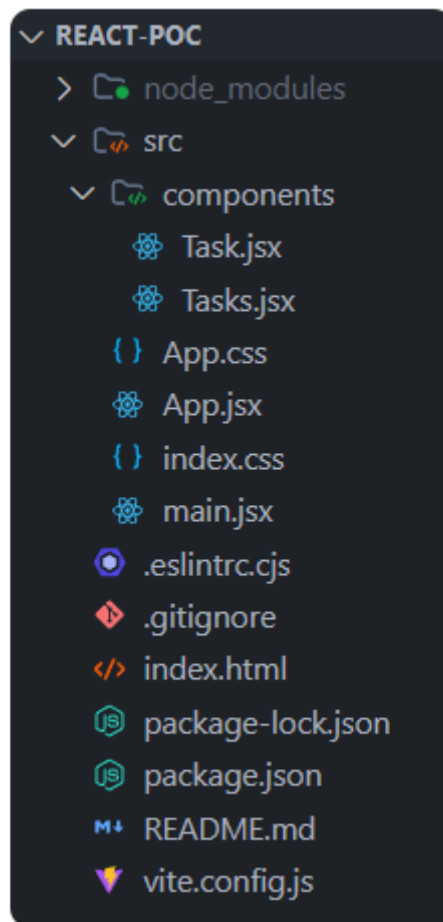 REACT-POC
node_modules
src
components
Task.jsx
Tasks.jsx
App.css
App.jsx
index.css
main.jsx
.eslintrc.cjs
.gitignore
index.html
package-lock.json
package.json
README.md
vite.config.js